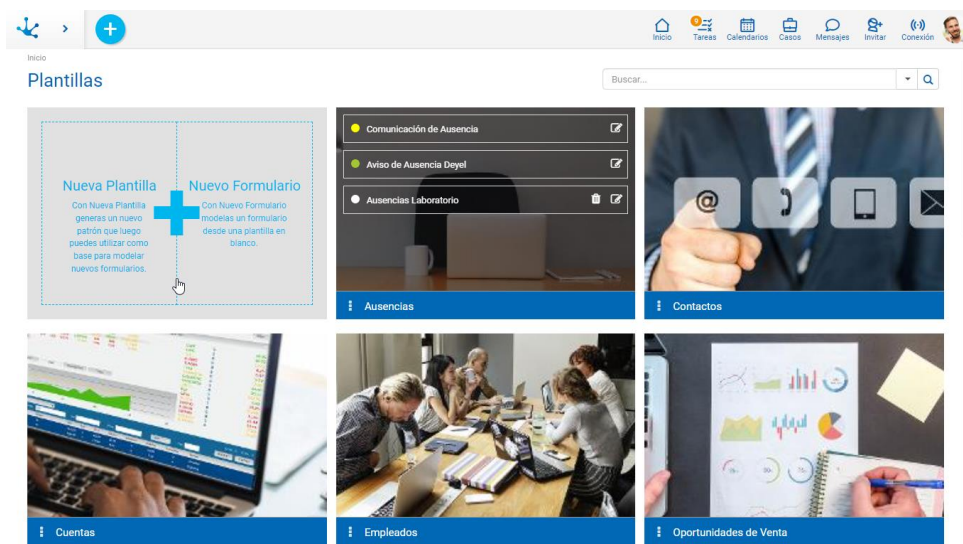 9
Inicio
Tareas
Calendarios
Casos
Mensajes
Invitar
Conexión
Inicio
Plantillas
Buscar...
Nueva Plantilla
Con Nueva Plantilla
generas un nuevo
patrón que luego
puedes utilizar como
base para modelar
nuevos formularios.
Nuevo Formulario
Con Nuevo Formulario
modelas un formulario
desde una plantilla en
blanco.
Comunicación de Ausencia
Aviso de Ausencia Deyel
Ausencias Laboratorio
Ausencias
@
Contactos
Cuentas
Empleados
Oportunidades de Venta